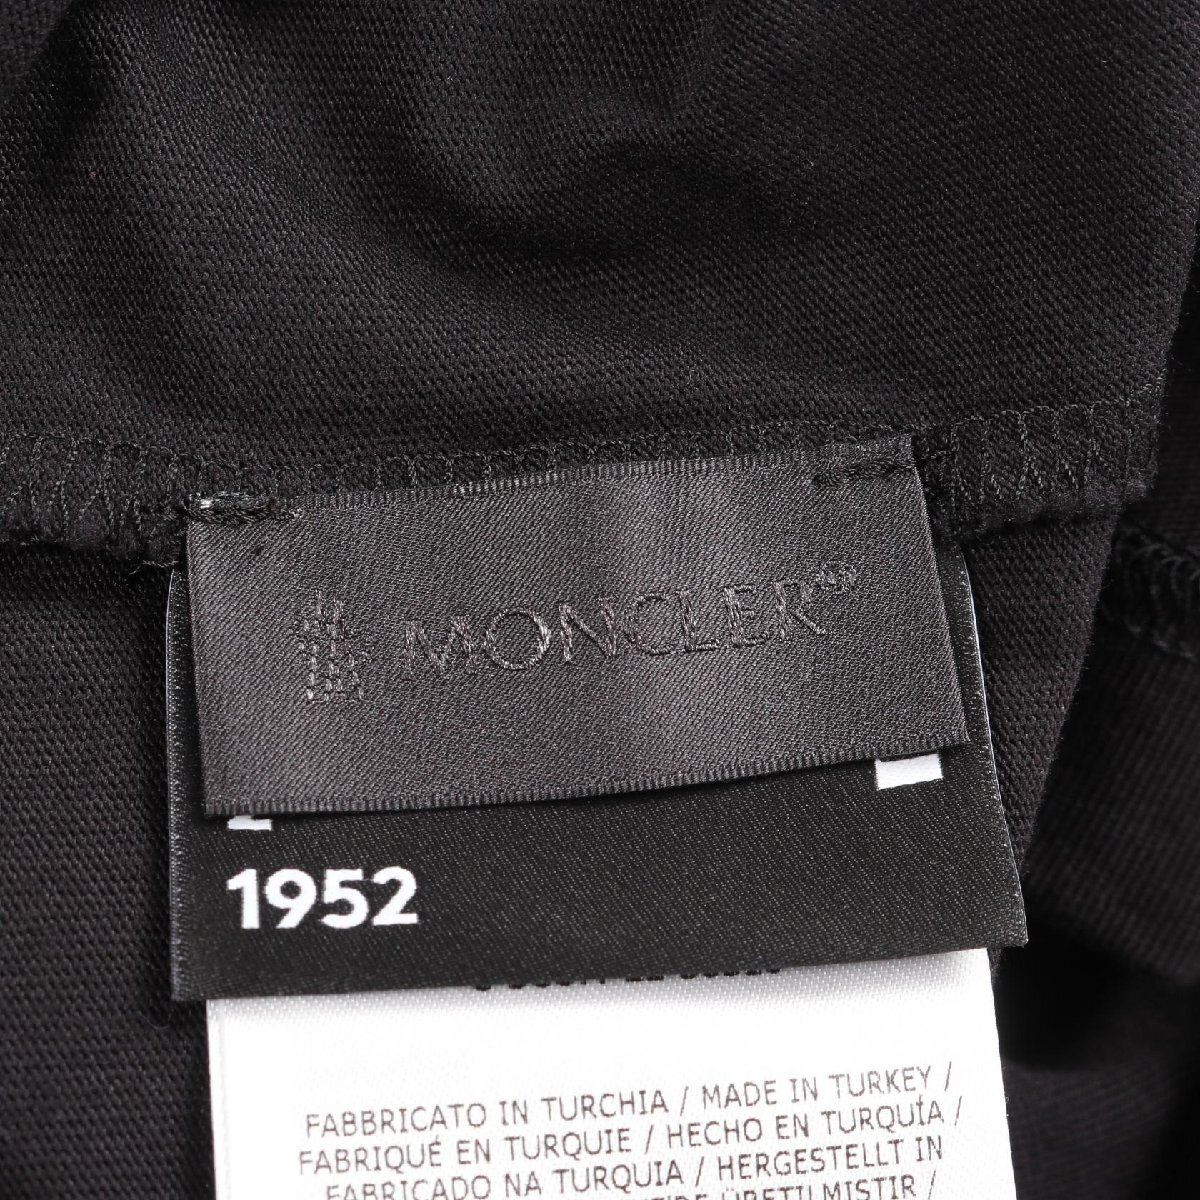 MONCLER
1952
FABBRICATO IN TURCHIA / MADE IN TURKEY /
FABRIQUÉ EN TURQUIE / HECHO EN TURQUÍA /
FABRICADO NA TURQUIA / HERGESTELLT IN
ÜRETILMISTIR /